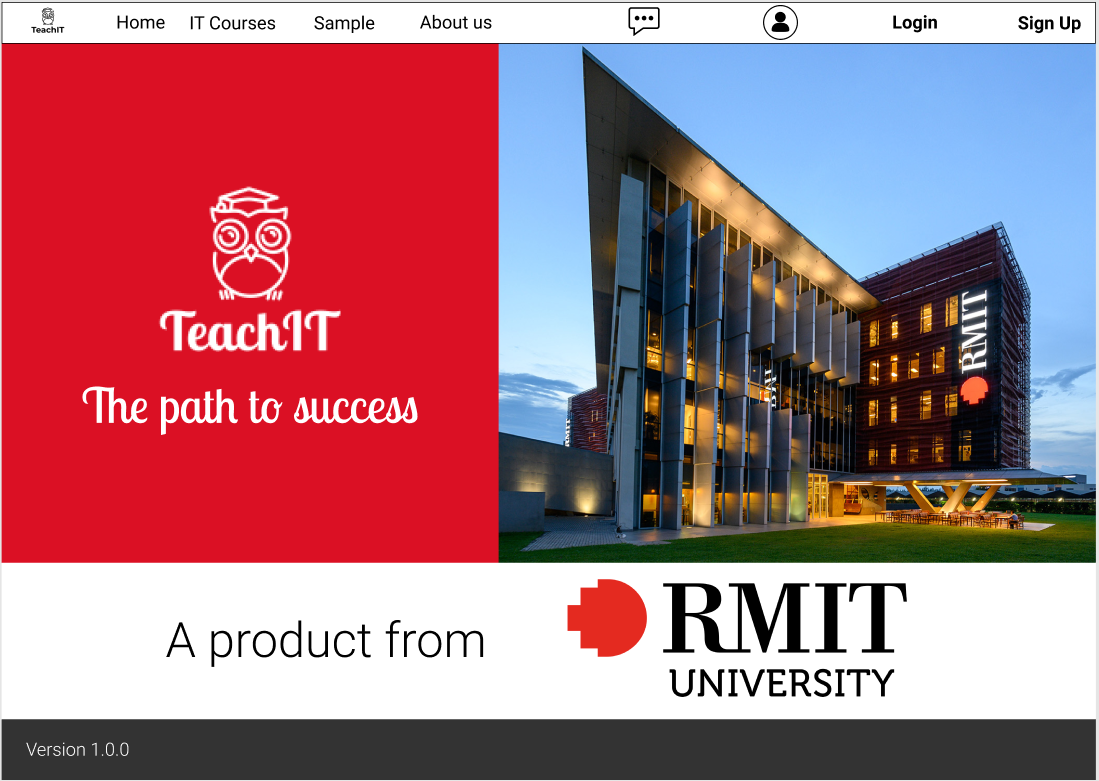 TeachIT
Home
IT Courses
Sample
About us
Login
Sign Up
TeachIT
The path to success
RMIT
RMIT
A product from
RMIT
UNIVERSITY
Version 1.0.0